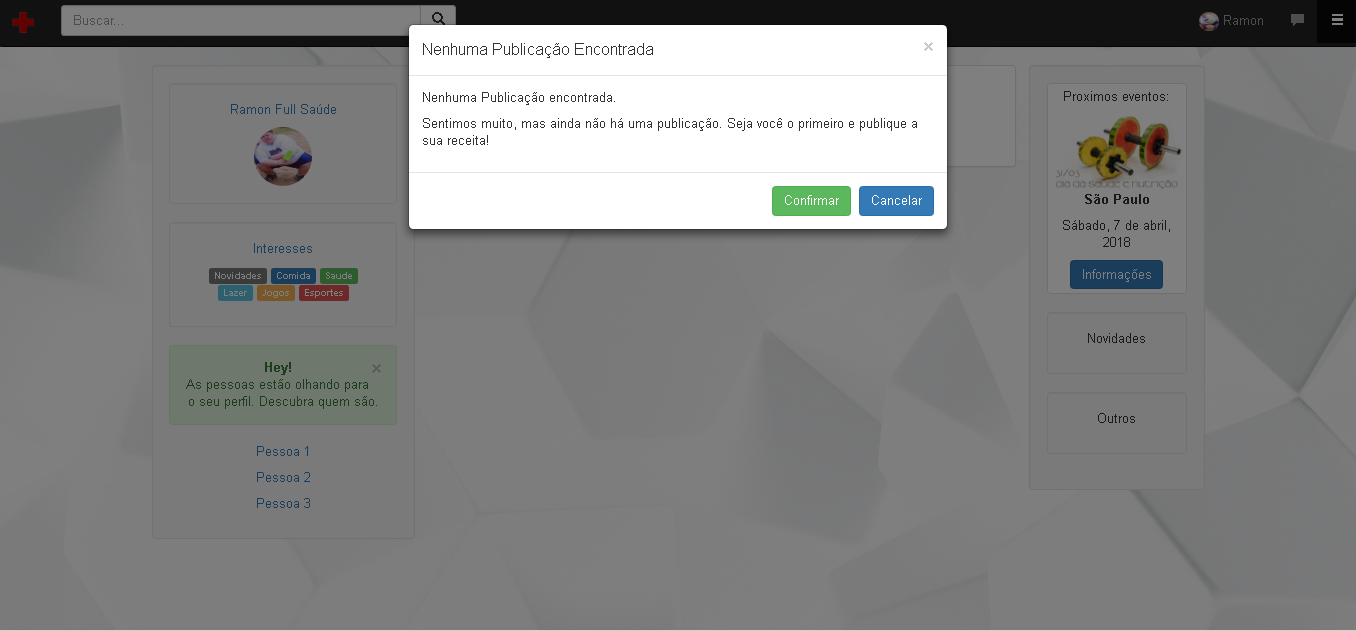 Buscar...
Ramon
Nenhuma Publicação Encontrada
×
Nenhuma Publicação encontrada.
Sentimos muito, mas ainda não há uma publicação. Seja você o primeiro e publique a
sua receita!
Confirmar
Cancelar
Ramon Full Saúde
Interesses
Novidades Comida Saude
Lazer Jogos Esportes
Hey!
×
As pessoas estão olhando para
o seu perfil. Descubra quem são.
Pessoa 1
Pessoa 2
Pessoa 3
Proximos eventos:
31/03
dia da saúde e nutrição
São Paulo
Sábado, 7 de abril,
2018
Informações
Novidades
Outros